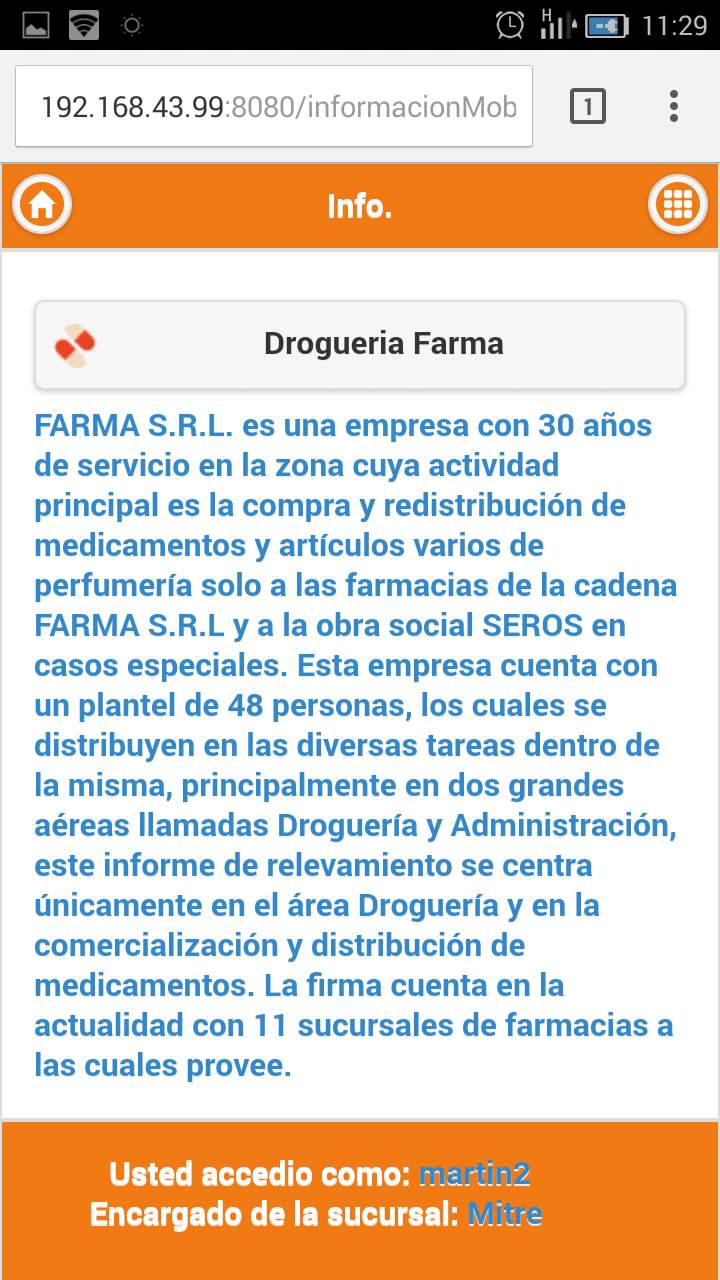 H
11:29
192.168.43.99:8080/informacionMob
1
Info.
Drogueria Farma
FARMA S.R.L. es una empresa con 30 años
de servicio en la zona cuya actividad
principal es la compra y redistribución de
medicamentos y artículos varios de
perfumería solo a las farmacias de la cadena
FARMA S.R.L y a la obra social SEROS en
casos especiales. Esta empresa cuenta con
un plantel de 48 personas, los cuales se
distribuyen en las diversas tareas dentro de
la misma, principalmente en dos grandes
aéreas llamadas Droguería y Administración,
este informe de relevamiento se centra
únicamente en el área Droguería y en la
comercialización y distribución de
medicamentos. La firma cuenta en la
actualidad con 11 sucursales de farmacias a
las cuales provee.
Usted accedio como: martin2
Encargado de la sucursal: Mitre